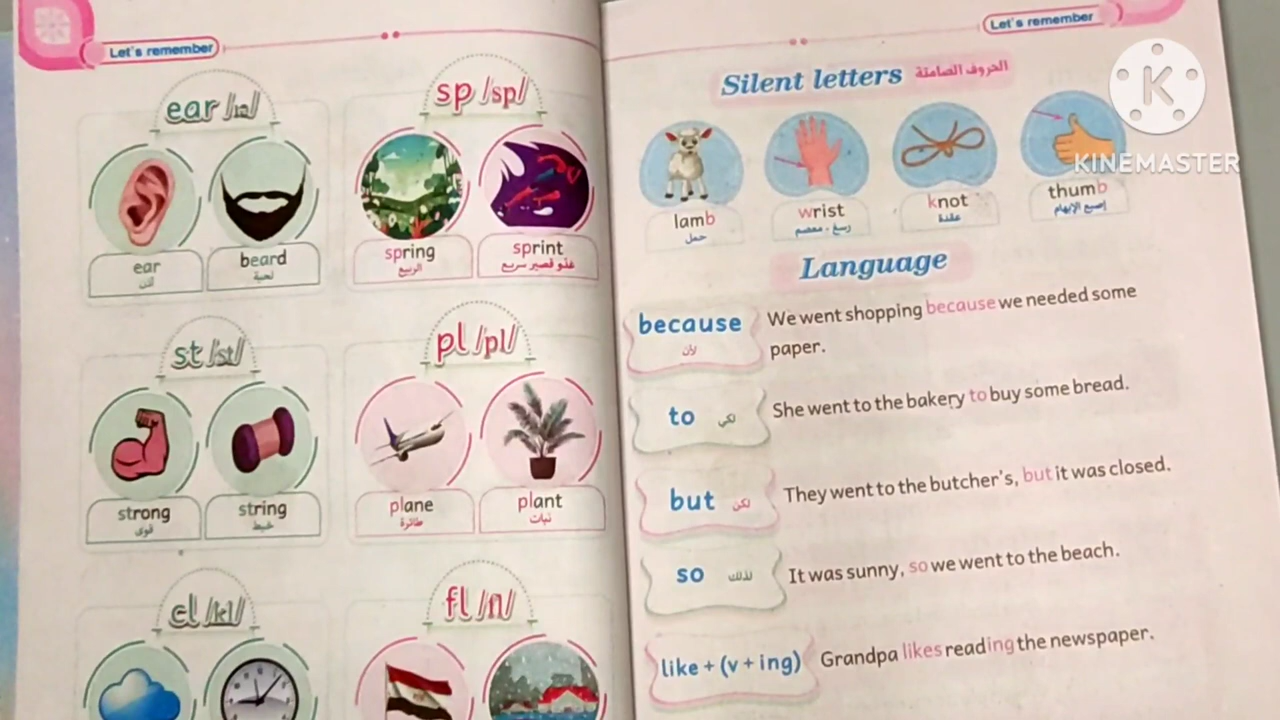 Let's remember
ear /ɪə/
sp /sp/
ear
أذن
beard
لحية
spring
الربيع
sprint
عدو قصير سريع
st /st/
pl /pl/
strong
قوى
string
خيط
plane
طائرة
plant
نبات
cl /kl/
fl /fl/
Let's remember
Silent letters الحروف الصامتة
lamb
حمل
wrist
رسغ - معصم
knot
عقدة
thumb
إصبع الإبهام
Language
because
لأن
We went shopping because we needed some
paper.
to لكي
She went to the bakery to buy some bread.
but لكن
They went to the butcher's, but it was closed.
so لذلك
It was sunny, so we went to the beach.
like + (v + ing)
Grandpa likes reading the newspaper.
K
KINEMASTER